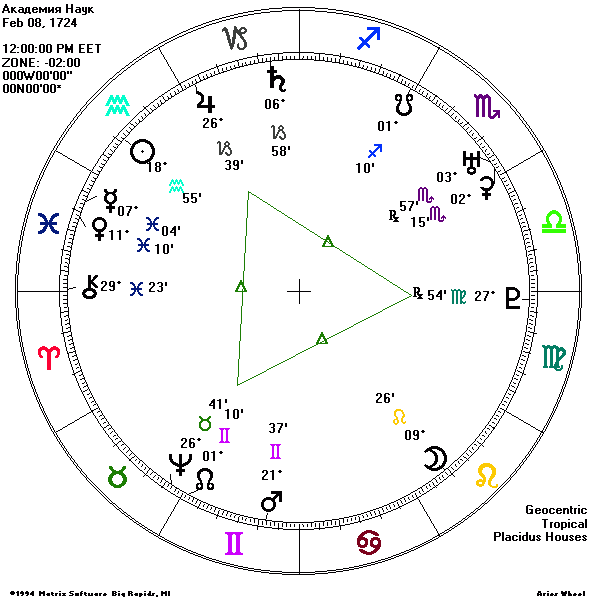 Академия Наук
Feb 08, 1724
12:00:00 PM EET
ZONE: -02:00
000W00'00"
00N00'00"
06° ♑ 58'
26° ♑ 39'
01° ♐ 10'
18° ♒ 55'
03° ♏ 57' ℞
02° ♏ 15'
07° ♓ 04'
11° ♓ 10'
29° ♓ 23'
℞ 54' ♍ 27°
26° ♉ 41'
01° ♊ 10'
21° ♊ 37'
09° ♌ 26'
Geocentric
Tropical
Placidus Houses
©1994 Matrix Software Big Rapids, MI
Aries Wheel